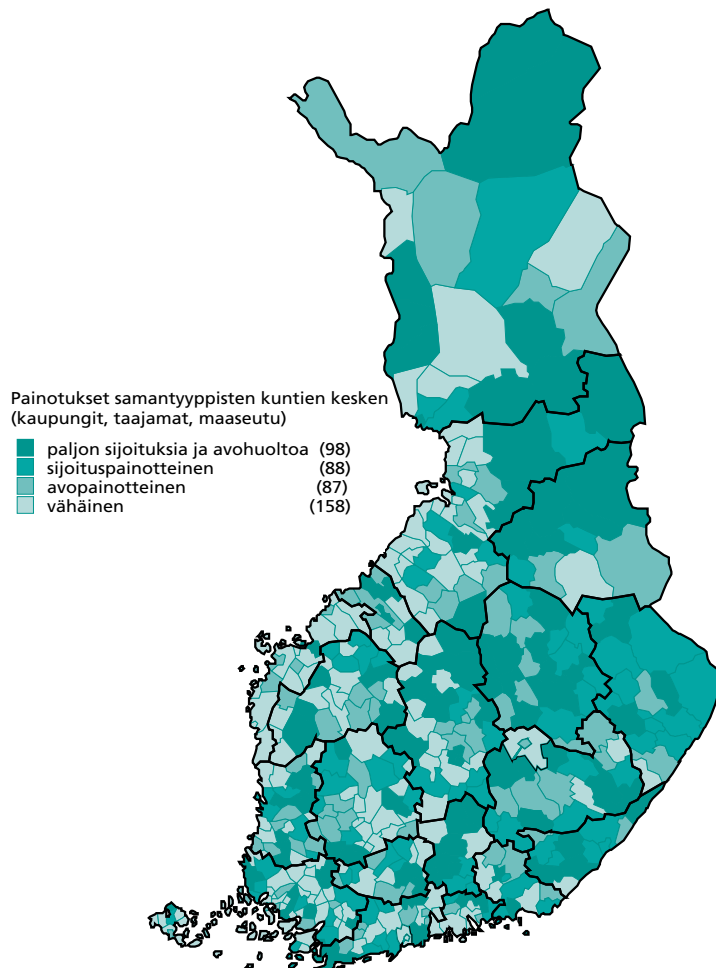 Painotukset samantyyppisten kuntien kesken
(kaupungit, taajamat, maaseutu)
paljon sijoituksia ja avohuoltoa (98)
sijoituspainotteinen (88)
avopainotteinen (87)
vähäinen (158)